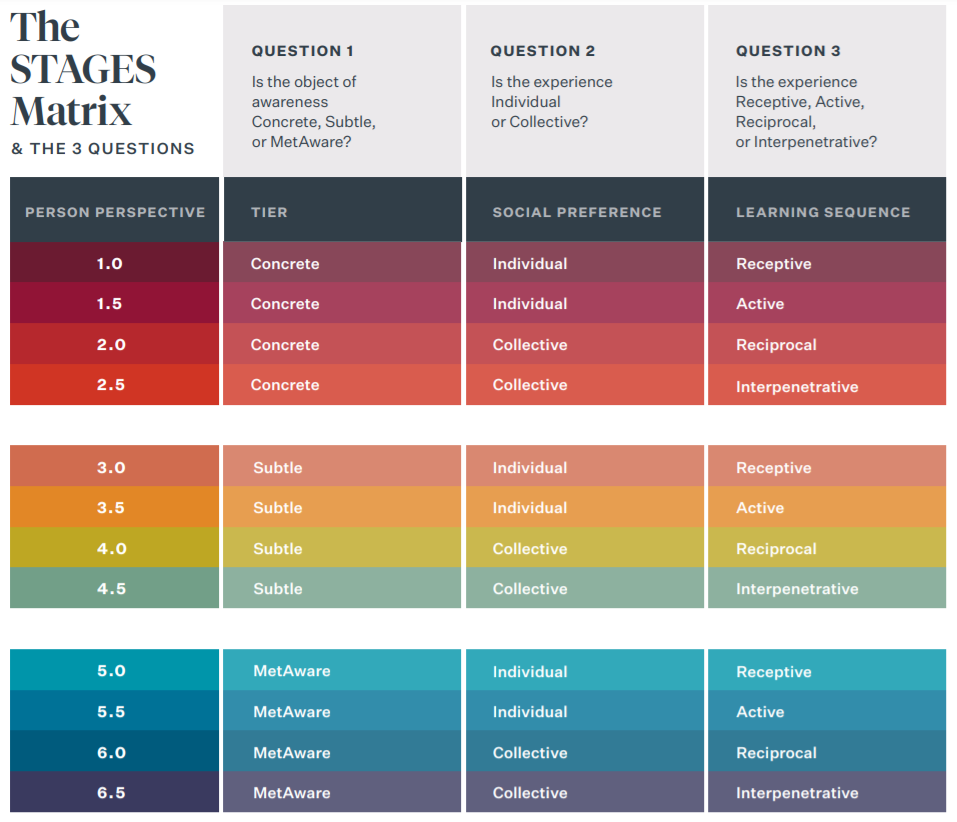 The
STAGES
Matrix
& THE 3 QUESTIONS
QUESTION 1
Is the object of
awareness
Concrete, Subtle,
or MetAware?
QUESTION 2
Is the experience
Individual
or Collective?
QUESTION 3
Is the experience
Receptive, Active,
Reciprocal,
or Interpenetrative?
PERSON PERSPECTIVE TIER SOCIAL PREFERENCE LEARNING SEQUENCE
1.0 Concrete Individual Receptive
1.5 Concrete Individual Active
2.0 Concrete Collective Reciprocal
2.5 Concrete Collective Interpenetrative
3.0 Subtle Individual Receptive
3.5 Subtle Individual Active
4.0 Subtle Collective Reciprocal
4.5 Subtle Collective Interpenetrative
5.0 MetAware Individual Receptive
5.5 MetAware Individual Active
6.0 MetAware Collective Reciprocal
6.5 MetAware Collective Interpenetrative